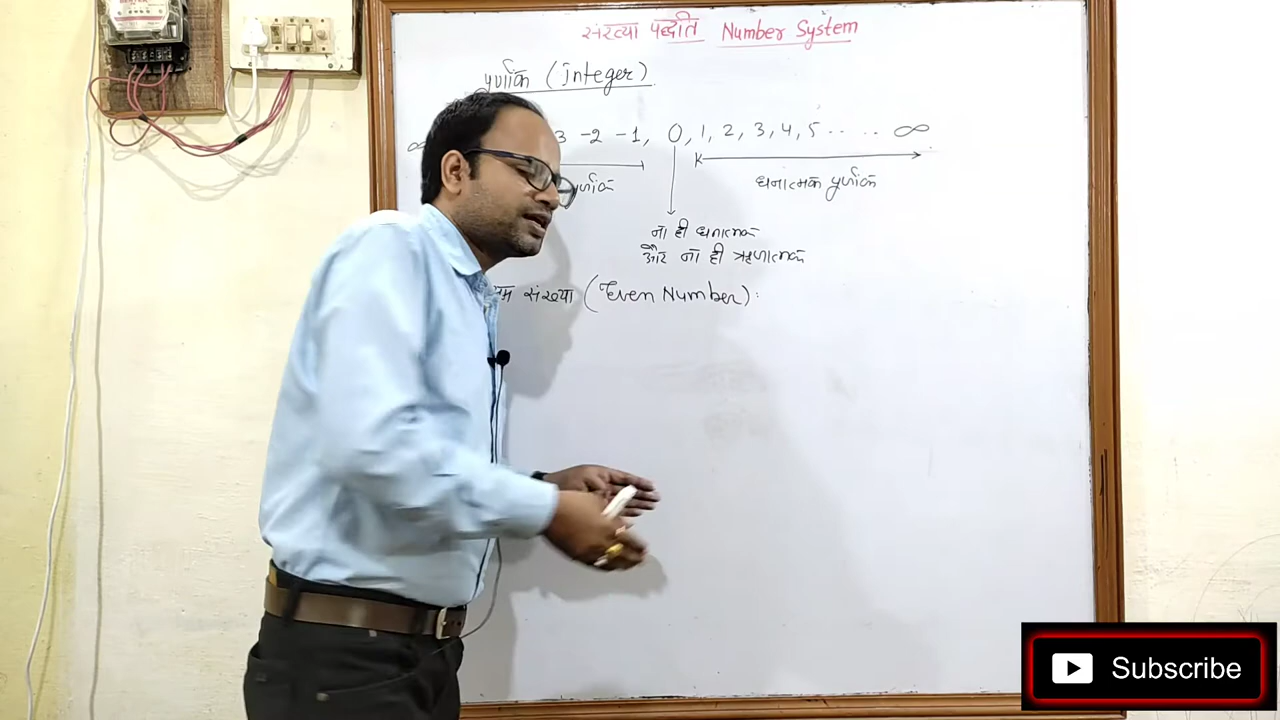 संख्या पद्धति Number System
पूर्णांक (Integer)
3 -2 -1, 0, 1, 2, 3, 4, 5 .. .. ∞
धनात्मक पूर्णांक
ना ही धनात्मक
और ना ही ऋणात्मक
संख्या (Even Number):
Subscribe